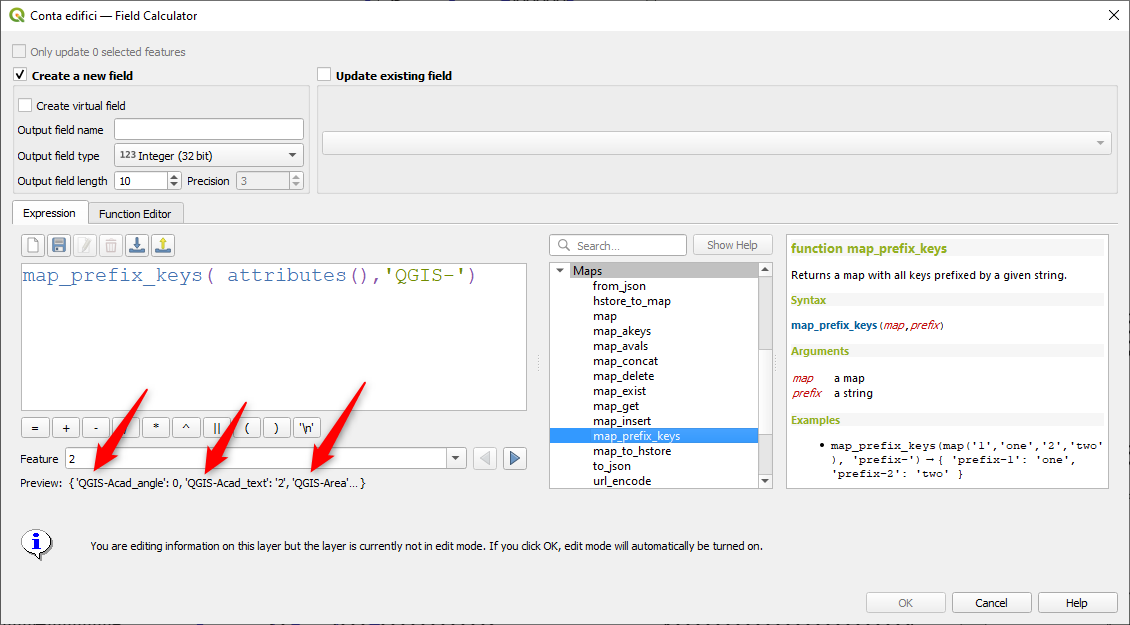 Conta edifici — Field Calculator
Only update 0 selected features
Create a new field
Update existing field
Create virtual field
Output field name
Output field type 123 Integer (32 bit)
Output field length 10 Precision 3
Expression Function Editor
Search... Show Help
map_prefix_keys( attributes(),'QGIS-')
= + - * ^ || ( ) '\n'
Feature 2
Preview: {'QGIS-Acad_angle': 0, 'QGIS-Acad_text': '2', 'QGIS-Area'... }
Maps
from_json
hstore_to_map
map
map_akeys
map_avals
map_concat
map_delete
map_exist
map_get
map_insert
map_prefix_keys
map_to_hstore
to_json
url_encode
function map_prefix_keys
Returns a map with all keys prefixed by a given string.
Syntax
map_prefix_keys(map,prefix)
Arguments
map a map
prefix a string
Examples
• map_prefix_keys(map('1','one','2','two'
), 'prefix-') → { 'prefix-1': 'one',
'prefix-2': 'two' }
You are editing information on this layer but the layer is currently not in edit mode. If you click OK, edit mode will automatically be turned on.
OK Cancel Help